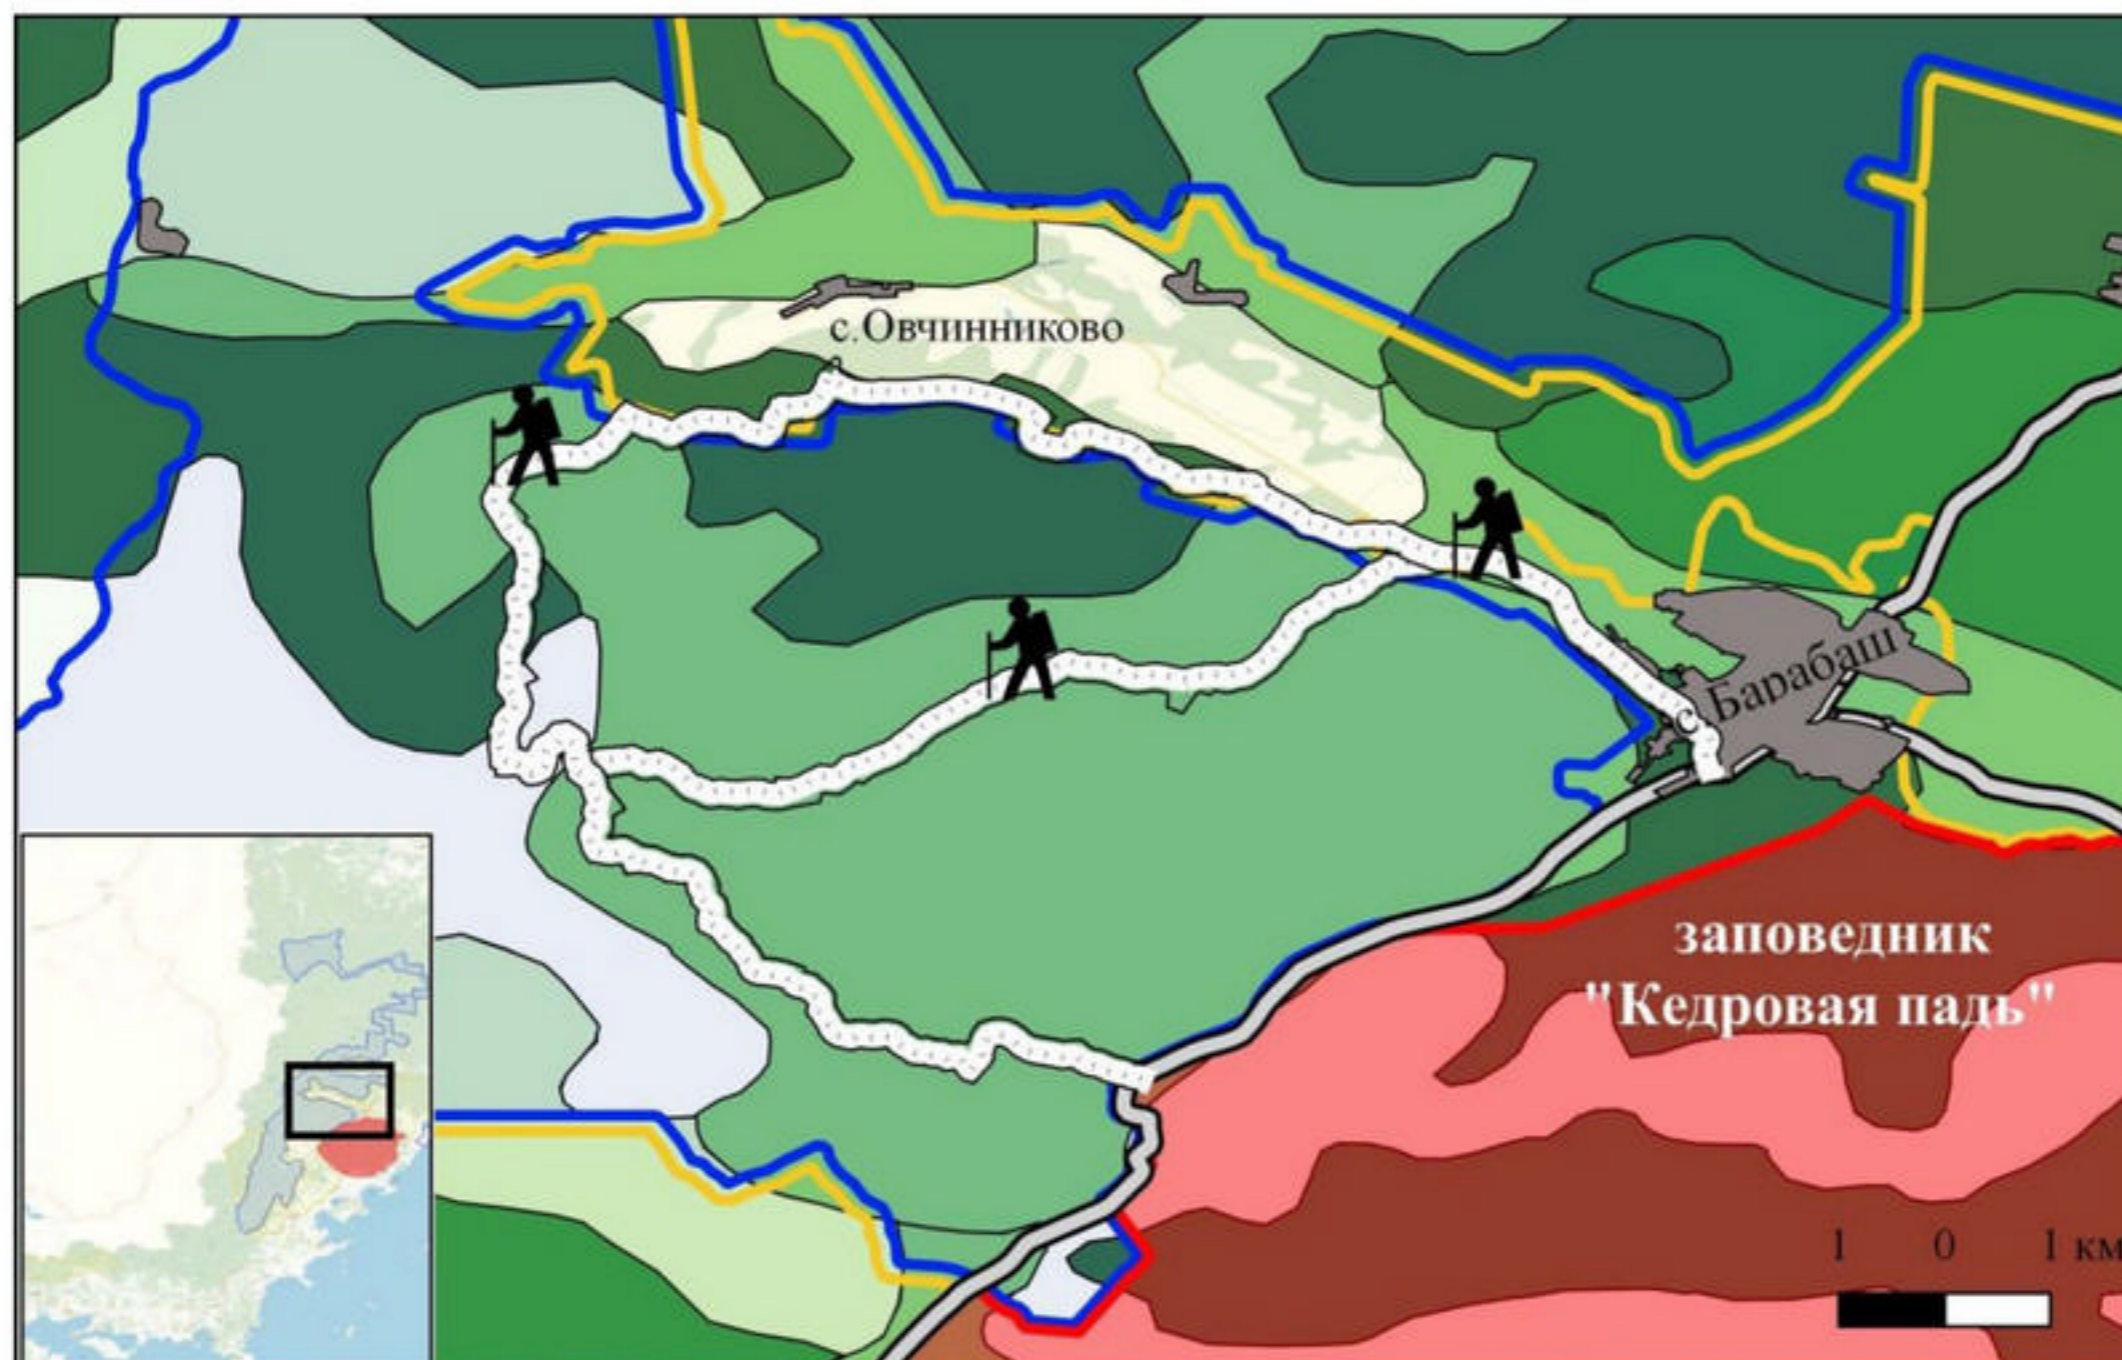 с.Овчинниково
с. Барабаш
заповедник
"Кедровая падь"
1 0 1 км